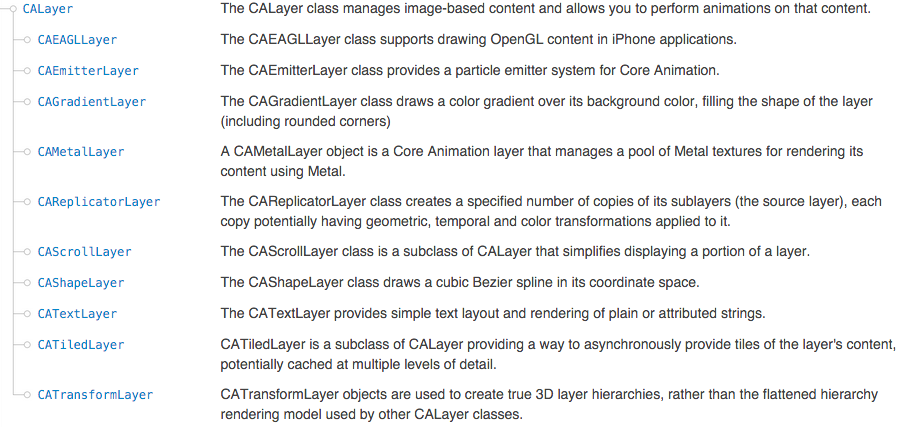 CALayer The CALayer class manages image-based content and allows you to perform animations on that content.
CAEAGLLayer The CAEAGLLayer class supports drawing OpenGL content in iPhone applications.
CAEmitterLayer The CAEmitterLayer class provides a particle emitter system for Core Animation.
CAGradientLayer The CAGradientLayer class draws a color gradient over its background color, filling the shape of the layer
(including rounded corners)
CAMetalLayer A CAMetalLayer object is a Core Animation layer that manages a pool of Metal textures for rendering its
content using Metal.
CAReplicatorLayer The CAReplicatorLayer class creates a specified number of copies of its sublayers (the source layer), each
copy potentially having geometric, temporal and color transformations applied to it.
CAScrollLayer The CAScrollLayer class is a subclass of CALayer that simplifies displaying a portion of a layer.
CAShapeLayer The CAShapeLayer class draws a cubic Bezier spline in its coordinate space.
CATextLayer The CATextLayer provides simple text layout and rendering of plain or attributed strings.
CATiledLayer CATiledLayer is a subclass of CALayer providing a way to asynchronously provide tiles of the layer's content,
potentially cached at multiple levels of detail.
CATransformLayer CATransformLayer objects are used to create true 3D layer hierarchies, rather than the flattened hierarchy
rendering model used by other CALayer classes.